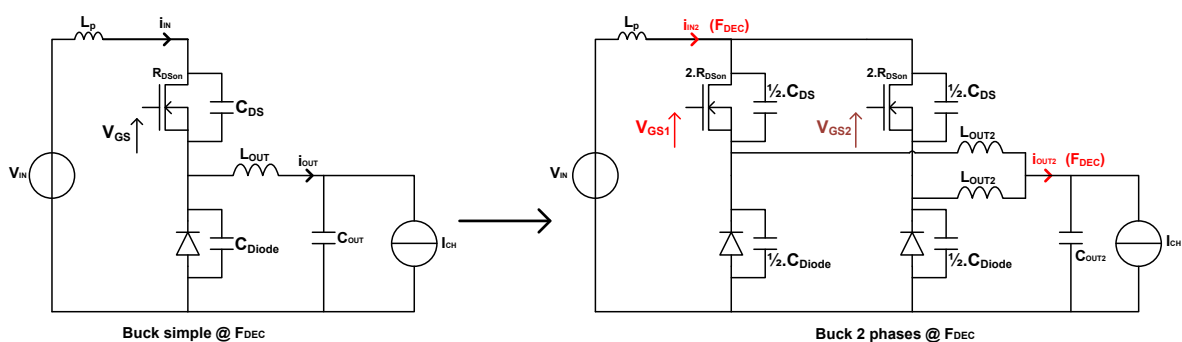 Lp
iIN
RDSon
CDS
VGS
VIN
LOUT
iOUT
CDiode
COUT
ICH
Buck simple @ FDEC
Lp
iIN2 (FDEC)
2.RDSon
½.CDS
VGS1
2.RDSon
½.CDS
VGS2
VIN
LOUT2
iOUT2 (FDEC)
LOUT2
½.CDiode
½.CDiode
COUT2
ICH
Buck 2 phases @ FDEC